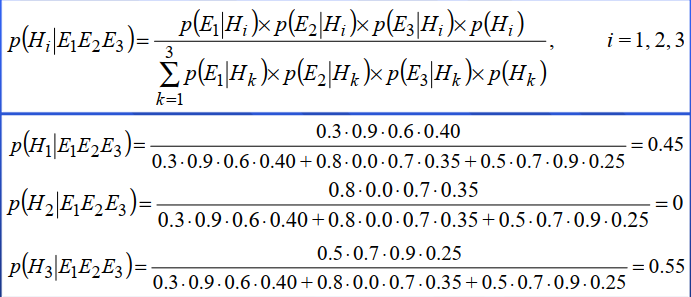 p(H_i|E_1E_2E_3) = \frac{p(E_1|H_i)×p(E_2|H_i)×p(E_3|H_i)×p(H_i)}{\sum_{k=1}^{3} p(E_1|H_k)×p(E_2|H_k)×p(E_3|H_k)×p(H_k)}, i = 1, 2, 3
p(H_1|E_1E_2E_3) = \frac{0.3·0.9·0.6·0.40}{0.3·0.9·0.6·0.40 + 0.8·0.0·0.7·0.35 + 0.5·0.7·0.9·0.25} = 0.45
p(H_2|E_1E_2E_3) = \frac{0.8·0.0·0.7·0.35}{0.3·0.9·0.6·0.40 + 0.8·0.0·0.7·0.35 + 0.5·0.7·0.9·0.25} = 0
p(H_3|E_1E_2E_3) = \frac{0.5·0.7·0.9·0.25}{0.3·0.9·0.6·0.40 + 0.8·0.0·0.7·0.35 + 0.5·0.7·0.9·0.25} = 0.55